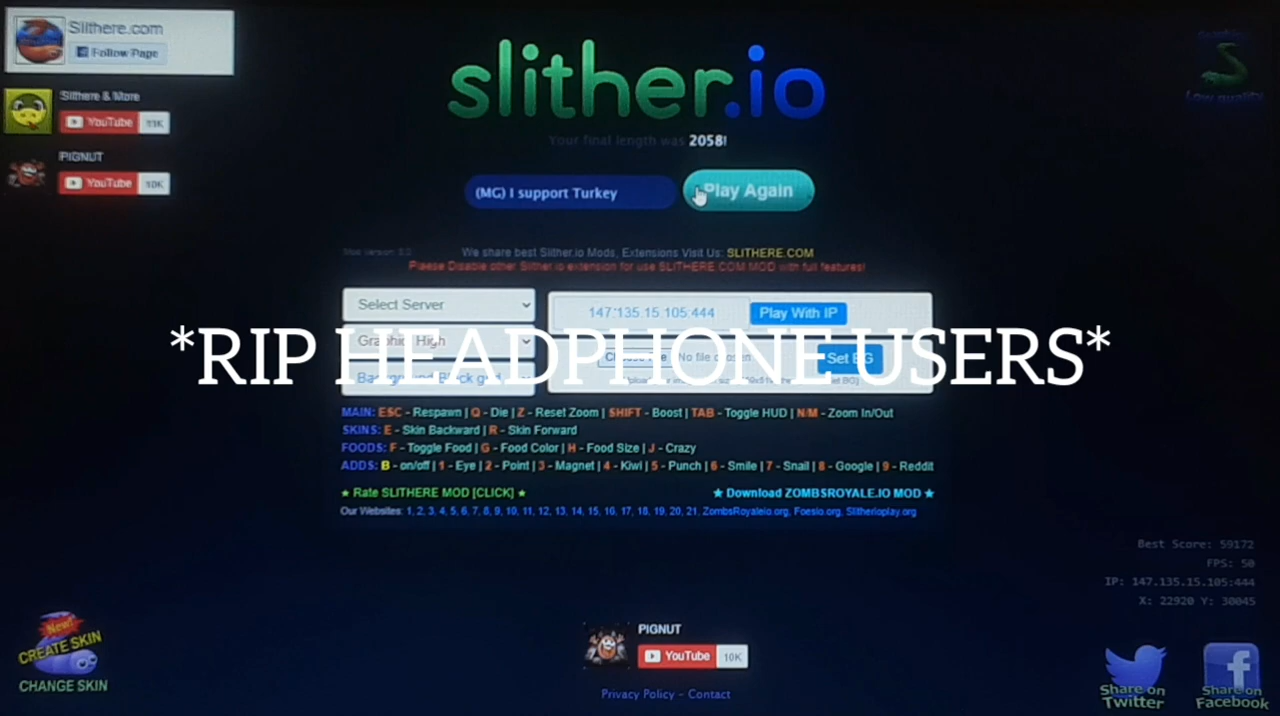 Slithere.com
Follow Page
Slithere & More
YouTube 11K
PIGNUT
YouTube 10K
slither.io
Your final length was 2058!
(MG) I support Turkey
Play Again
Low quality
We share best Slither.io Mods, Extensions Visit Us: SLITHERE.COM
Plaese Disable other Slither.io extension for use SLITHERE.COM MOD with full features!
Select Server
147.135.15.105:444 Play With IP
Graphic: High
No file chosen
Set BG
*RIP HEADPHONE USERS*
MAIN: ESC - Respawn | Q - Die | Z - Reset Zoom | SHIFT - Boost | TAB - Toggle HUD | N/M - Zoom In/Out
SKINS: E - Skin Backward | R - Skin Forward
FOODS: F - Toggle Food | G - Food Color | H - Food Size | J - Crazy
ADDS: B - on/off | 1 - Eye | 2 - Point | 3 - Magnet | 4 - Kiwi | 5 - Punch | 6 - Smile | 7 - Snail | 8 - Google | 9 - Reddit
★ Rate SLITHERE MOD [CLICK] ★
★ Download ZOMBSROYALE.IO MOD ★
Our Websites: 1, 2, 3, 4, 5, 6, 7, 8, 9, 10, 11, 12, 13, 14, 15, 16, 17, 18, 19, 20, 21, ZombsRoyaleio.org, Foesio.org, Slitherioplay.org
Best Score: 59172
FPS: 50
IP: 147.135.15.105:444
X: 22920 Y: 30045
New!
CREATE SKIN
CHANGE SKIN
PIGNUT
YouTube 10K
Privacy Policy - Contact
Share on
Twitter
Share on
Facebook